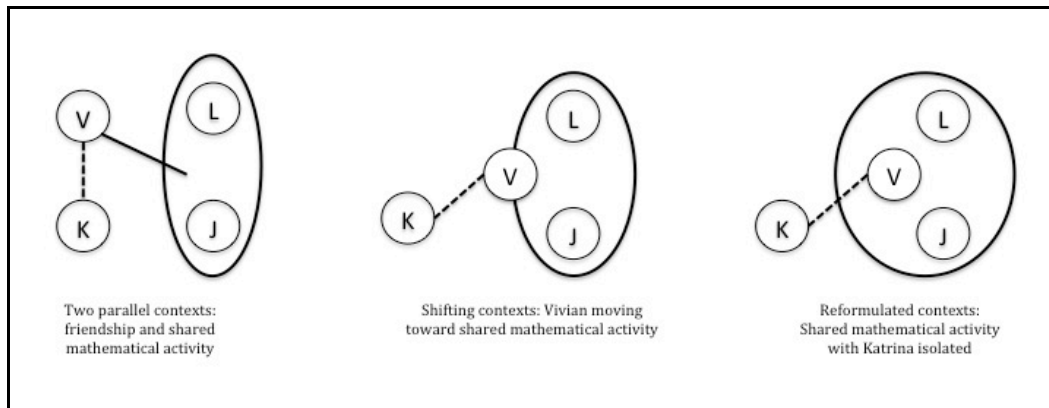 V
L
K
J
Two parallel contexts:
friendship and shared
mathematical activity
L
V
K
J
Shifting contexts: Vivian moving
toward shared mathematical activity
L
V
K
J
Reformulated contexts:
Shared mathematical activity
with Katrina isolated